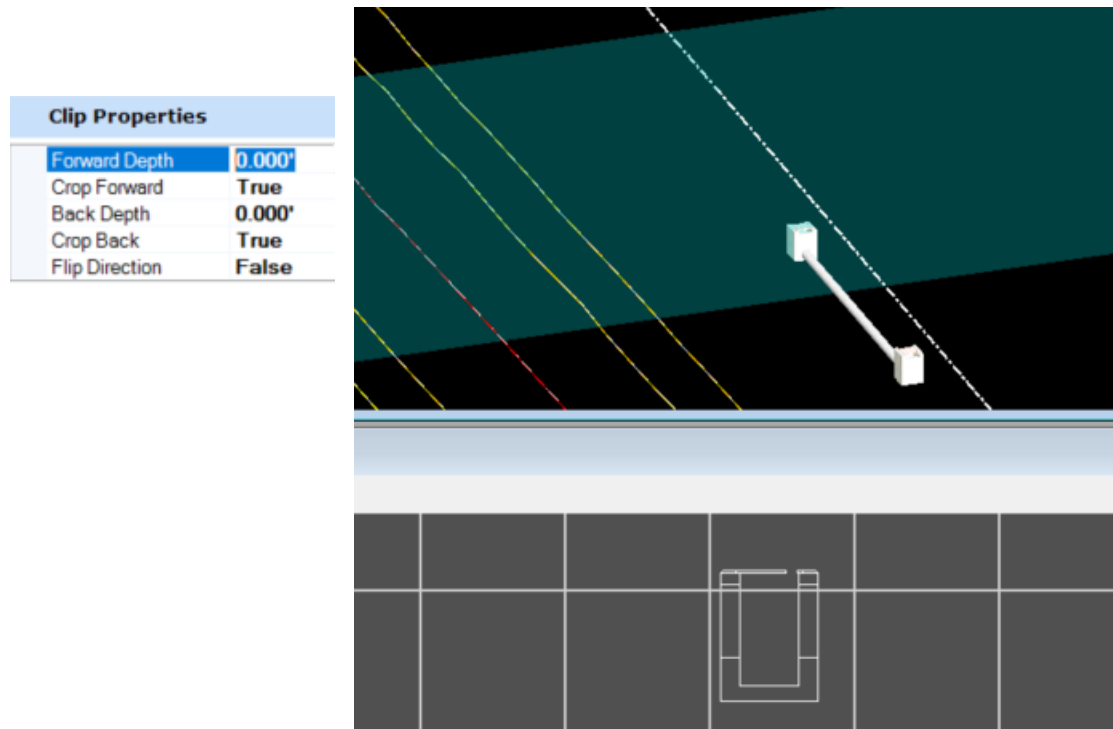 Clip Properties
Forward Depth 0.000'
Crop Forward True
Back Depth 0.000'
Crop Back True
Flip Direction False